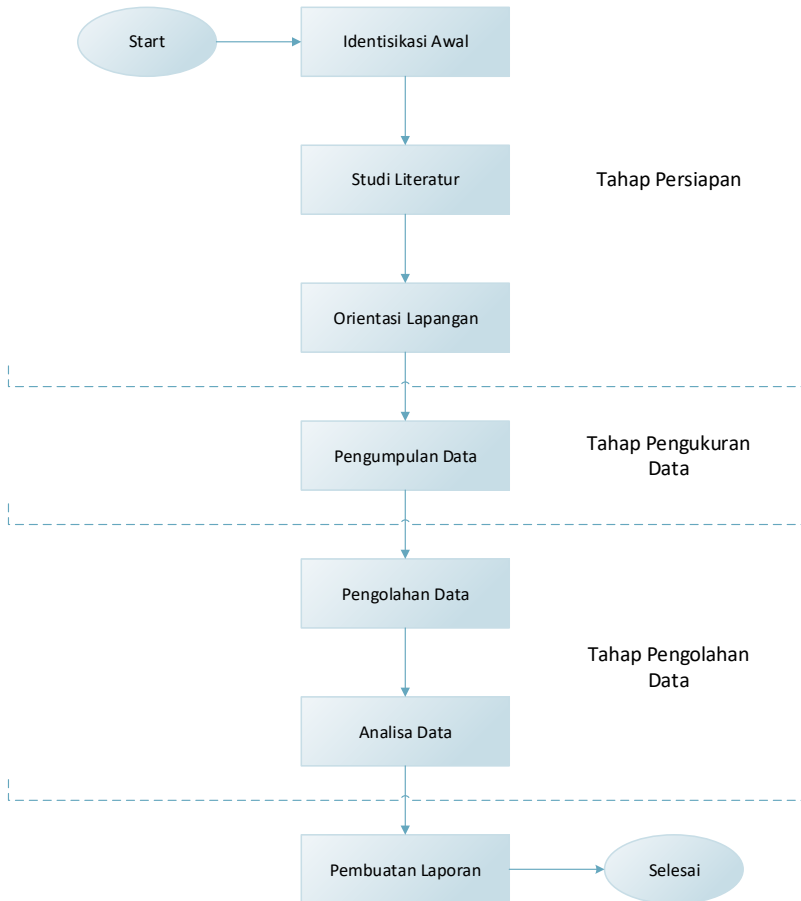 Start
Identisikasi Awal
Studi Literatur
Tahap Persiapan
Orientasi Lapangan
Pengumpulan Data
Tahap Pengukuran
Data
Pengolahan Data
Tahap Pengolahan
Data
Analisa Data
Pembuatan Laporan
Selesai